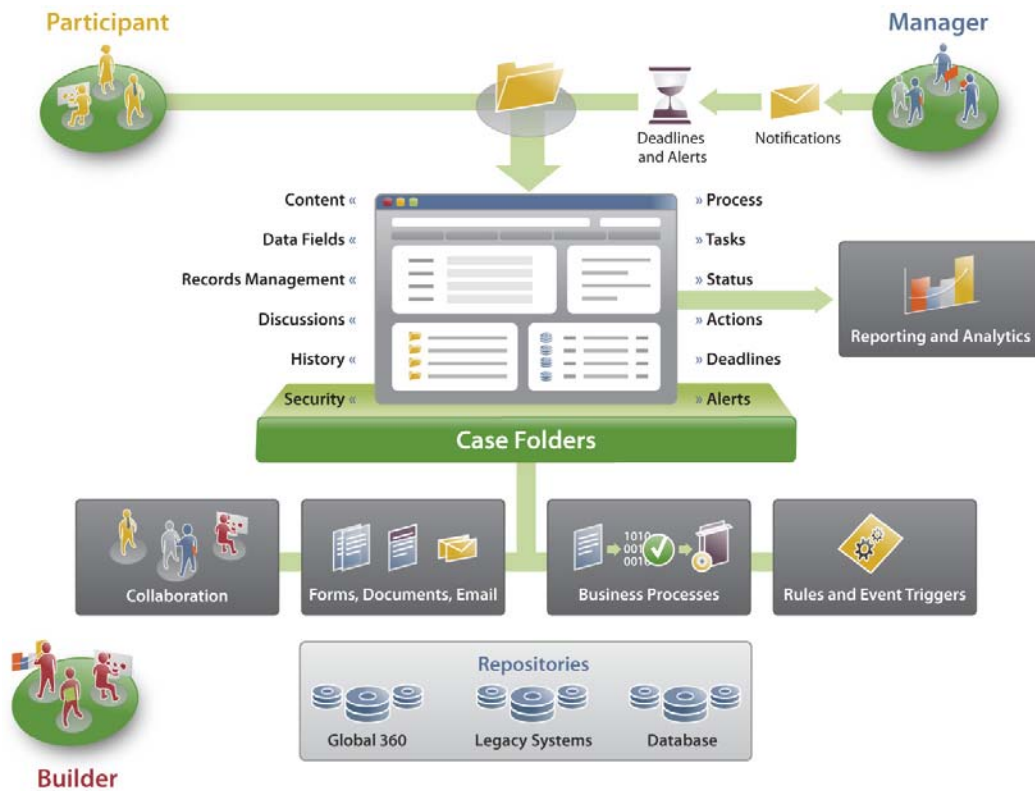 Participant
Manager
Deadlines
and Alerts
Notifications
Content «
» Process
Data Fields «
» Tasks
Records Management «
» Status
Discussions «
» Actions
History «
» Deadlines
Security «
» Alerts
Reporting and Analytics
Case Folders
Collaboration
Forms, Documents, Email
1010
001
0010
Business Processes
Rules and Event Triggers
Repositories
Global 360
Legacy Systems
Database
Builder